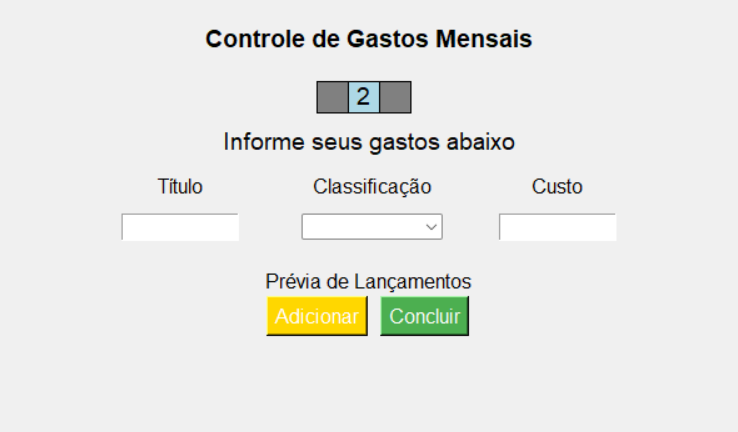 Controle de Gastos Mensais
2
Informe seus gastos abaixo
Título Classificação Custo
Prévia de Lançamentos
Adicionar Concluir